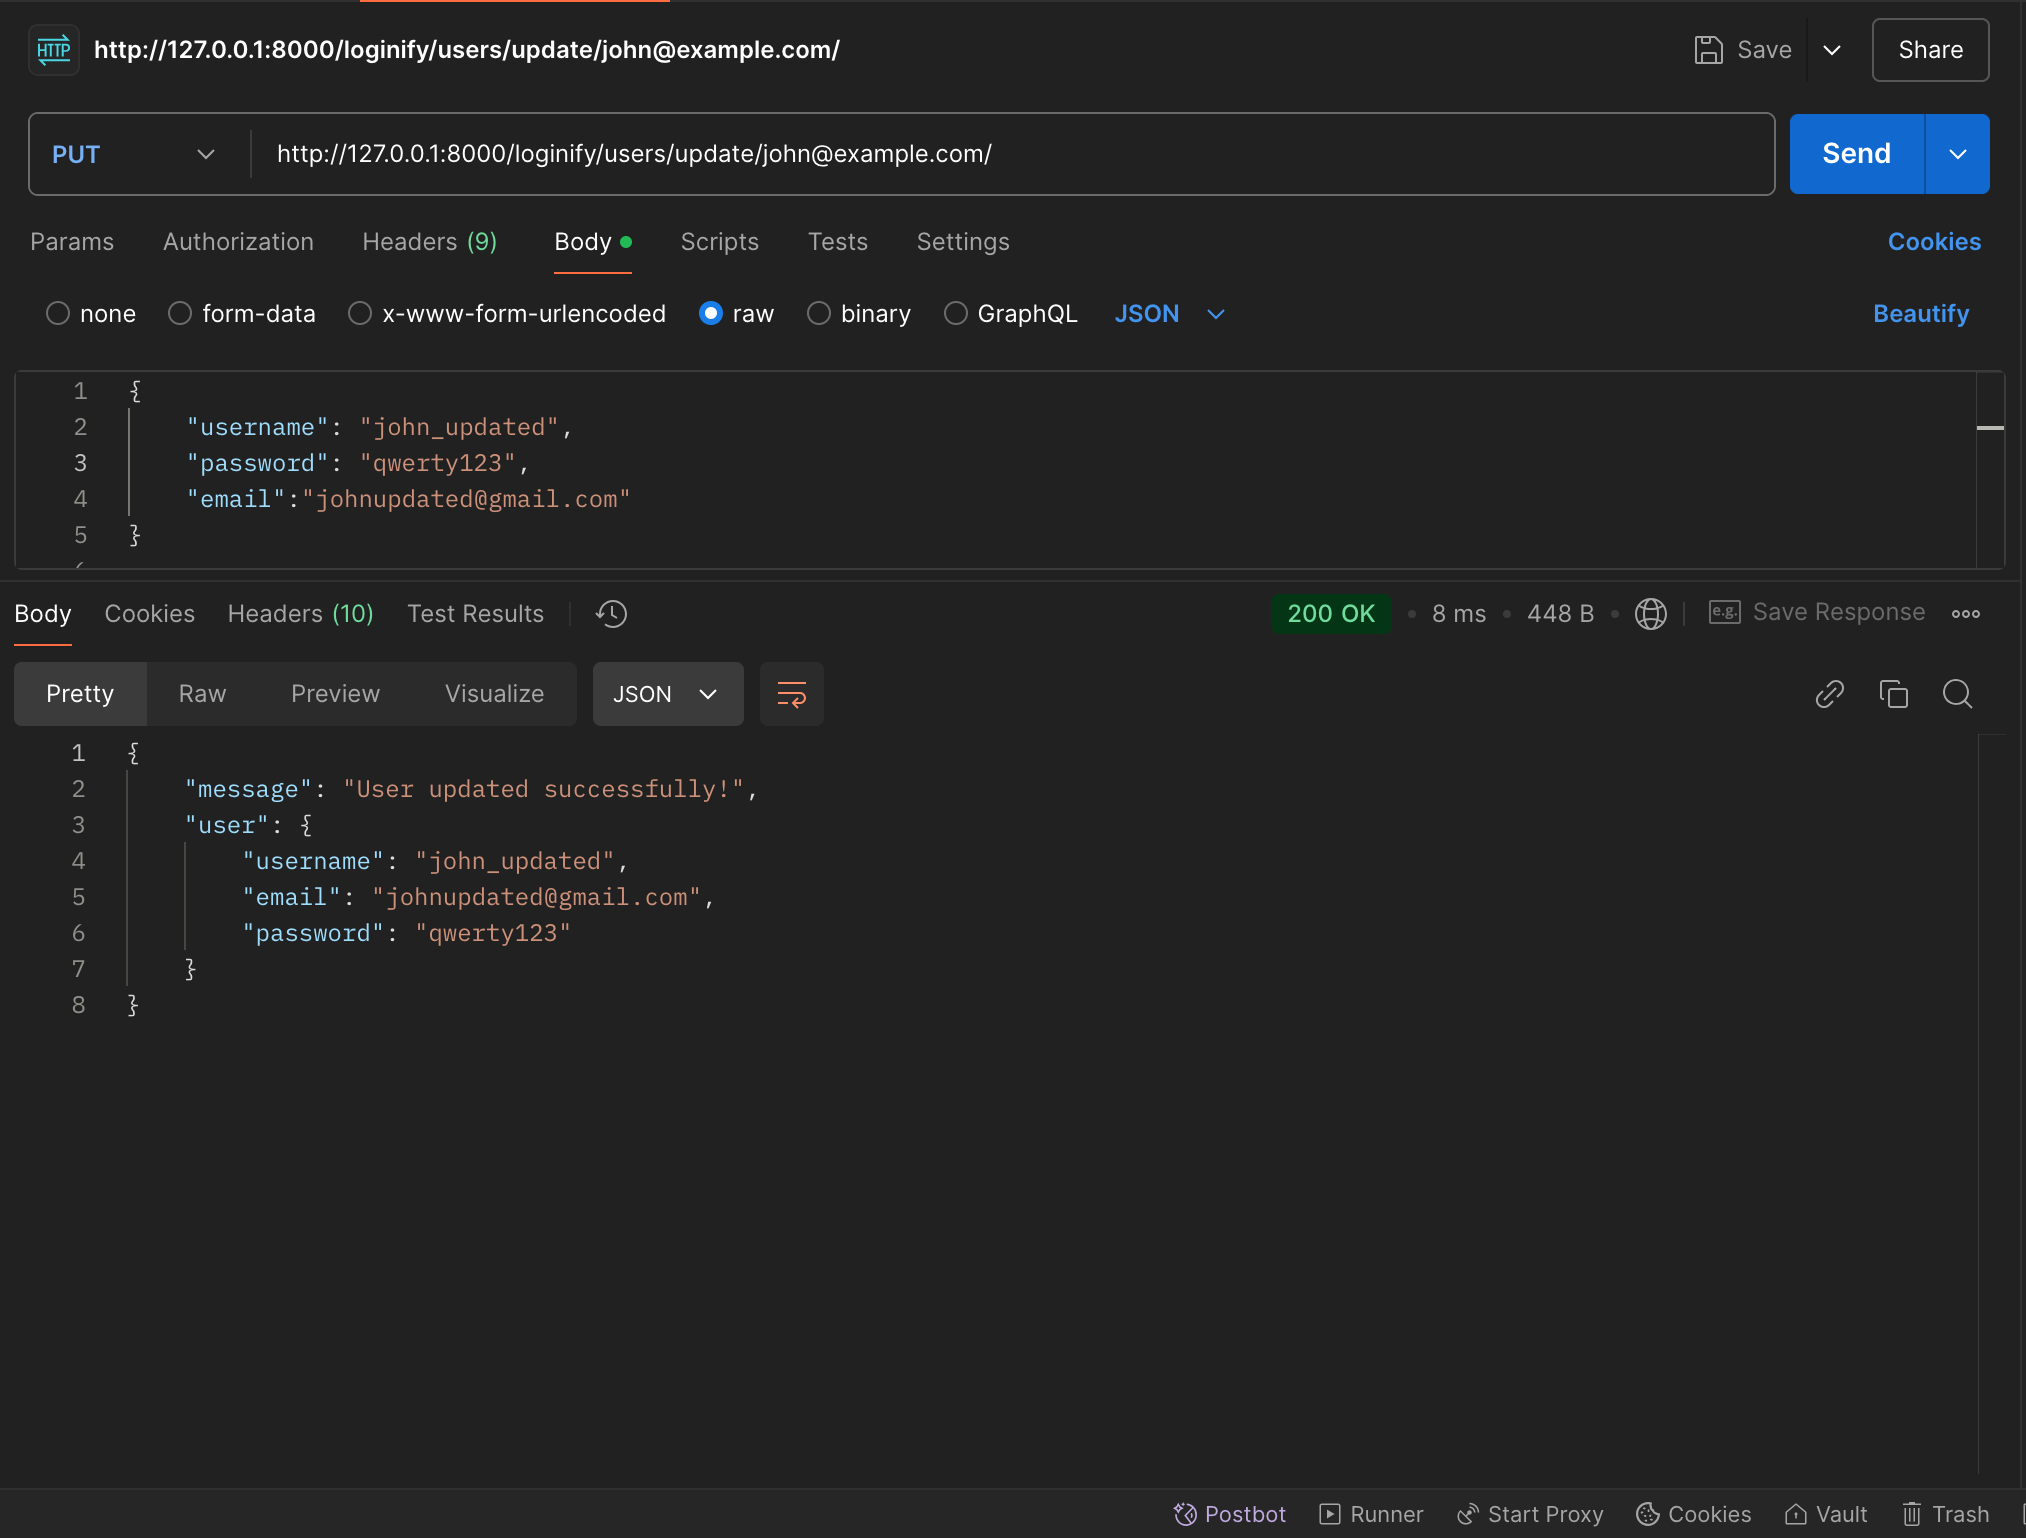 HTTP http://127.0.0.1:8000/loginify/users/update/john@example.com/ Save Share
PUT http://127.0.0.1:8000/loginify/users/update/john@example.com/ Send
Params Authorization Headers (9) Body Scripts Tests Settings Cookies
none form-data x-www-form-urlencoded raw binary GraphQL JSON Beautify
1 {
2 "username": "john_updated",
3 "password": "qwerty123",
4 "email":"johnupdated@gmail.com"
5 }
Body Cookies Headers (10) Test Results 200 OK 8 ms 448 B e.g. Save Response
Pretty Raw Preview Visualize JSON
1 {
2 "message": "User updated successfully!",
3 "user": {
4 "username": "john_updated",
5 "email": "johnupdated@gmail.com",
6 "password": "qwerty123"
7 }
8 }
Postbot Runner Start Proxy Cookies Vault Trash